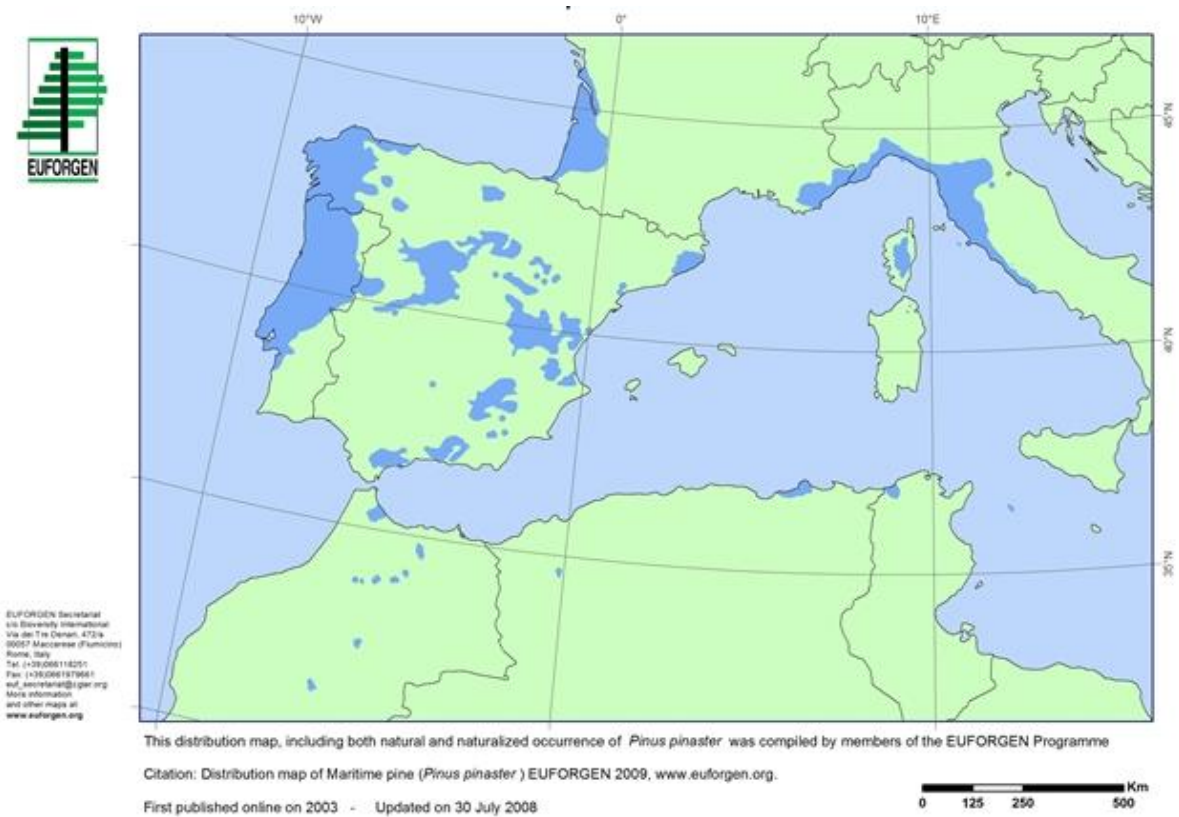 10°W
0°
10°E
EUFORGEN
45°N
40°N
35°N
EUFORGEN Secretariat
c/o Bioversity International
Via dei Tre Denari, 472/a
00057 Maccarese (Fiumicino)
Rome, Italy
Tel. (+39)066118251
Fax: (+39)0661979661
euf_secretariat@cgiar.org
More information
and other maps at:
www.euforgen.org
This distribution map, including both natural and naturalized occurrence of Pinus pinaster was compiled by members of the EUFORGEN Programme
Citation: Distribution map of Maritime pine (Pinus pinaster ) EUFORGEN 2009, www.euforgen.org.
First published online on 2003 - Updated on 30 July 2008
Km
0 125 250 500